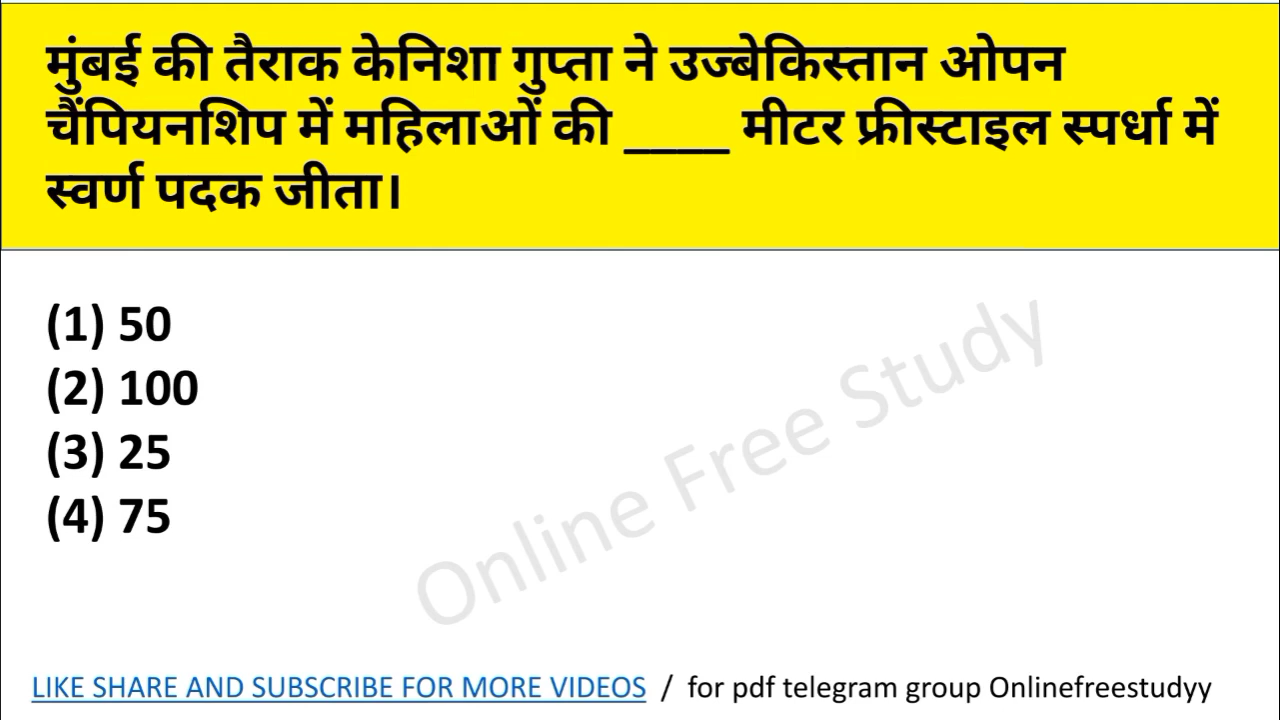 मुंबई की तैराक केनिशा गुप्ता ने उज्बेकिस्तान ओपन
चैंपियनशिप में महिलाओं की ____ मीटर फ्रीस्टाइल स्पर्धा में
स्वर्ण पदक जीता।
(1) 50
(2) 100
(3) 25
(4) 75
Online Free Study
LIKE SHARE AND SUBSCRIBE FOR MORE VIDEOS / for pdf telegram group Onlinefreestudyy